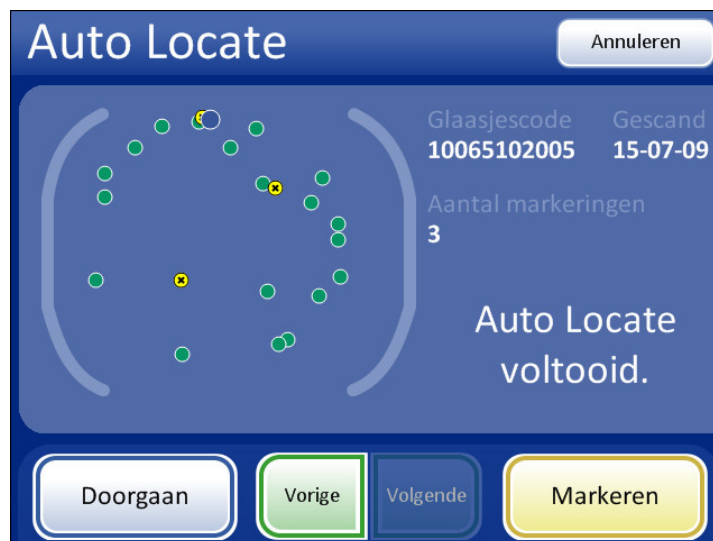 Auto Locate
Annuleren
Glaasjescode Gescand
10065102005 15-07-09
Aantal markeringen
3
Auto Locate
voltooid.
Doorgaan
Vorige
Volgende
Markeren